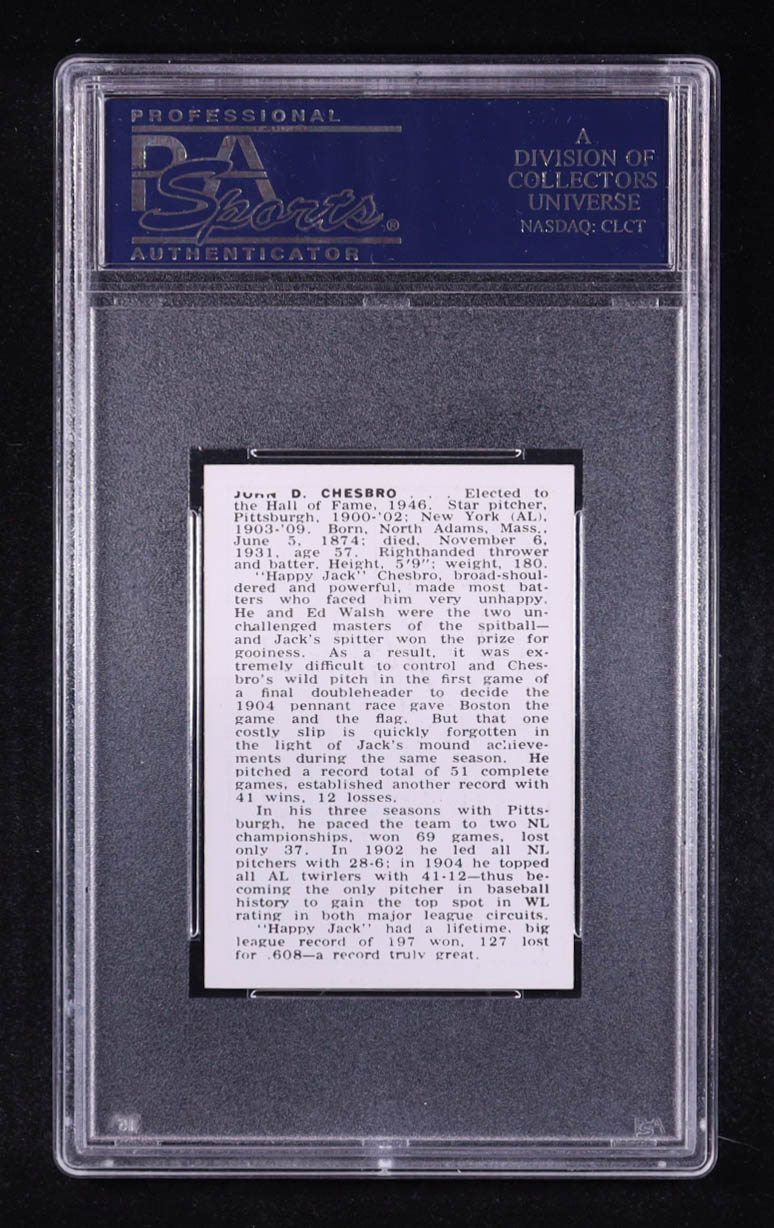 PROFESSIONAL
PSA
Sports®
AUTHENTICATOR
A
DIVISION OF
COLLECTORS
UNIVERSE
NASDAQ: CLCT
JOHN D. CHESBRO . . . Elected to
the Hall of Fame, 1946. Star pitcher,
Pittsburgh, 1900-'02; New York (AL),
1903-'09. Born, North Adams, Mass.,
June 5, 1874; died, November 6,
1931, age 57. Righthanded thrower
and batter. Height, 5'9"; weight, 180.
"Happy Jack" Chesbro, broad-shoul-
dered and powerful, made most bat-
ters who faced him very unhappy.
He and Ed Walsh were the two un-
challenged masters of the spitball—
and Jack's spitter won the prize for
gooiness. As a result, it was ex-
tremely difficult to control and Ches-
bro's wild pitch in the first game of
a final doubleheader to decide the
1904 pennant race gave Boston the
game and the flag. But that one
costly slip is quickly forgotten in
the light of Jack's mound achieve-
ments during the same season. He
pitched a record total of 51 complete
games, established another record with
41 wins, 12 losses.
In his three seasons with Pitts-
burgh, he paced the team to two NL
championships, won 69 games, lost
only 37. In 1902 he led all NL
pitchers with 28-6; in 1904 he topped
all AL twirlers with 41-12—thus be-
coming the only pitcher in baseball
history to gain the top spot in WL
rating in both major league circuits.
"Happy Jack" had a lifetime, big
league record of 197 won, 127 lost
for .608—a record truly great.
PSA